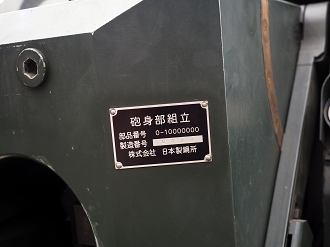 砲身部組立
部品番号 0-10000000
製造番号
株式会社 日本製鋼所